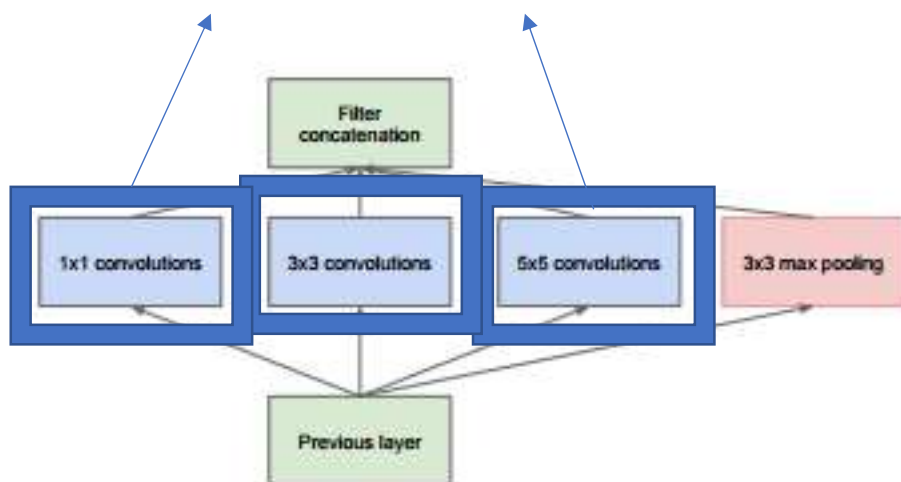 Filter
concatenation
1x1 convolutions
3x3 convolutions
5x5 convolutions
3x3 max pooling
Previous layer